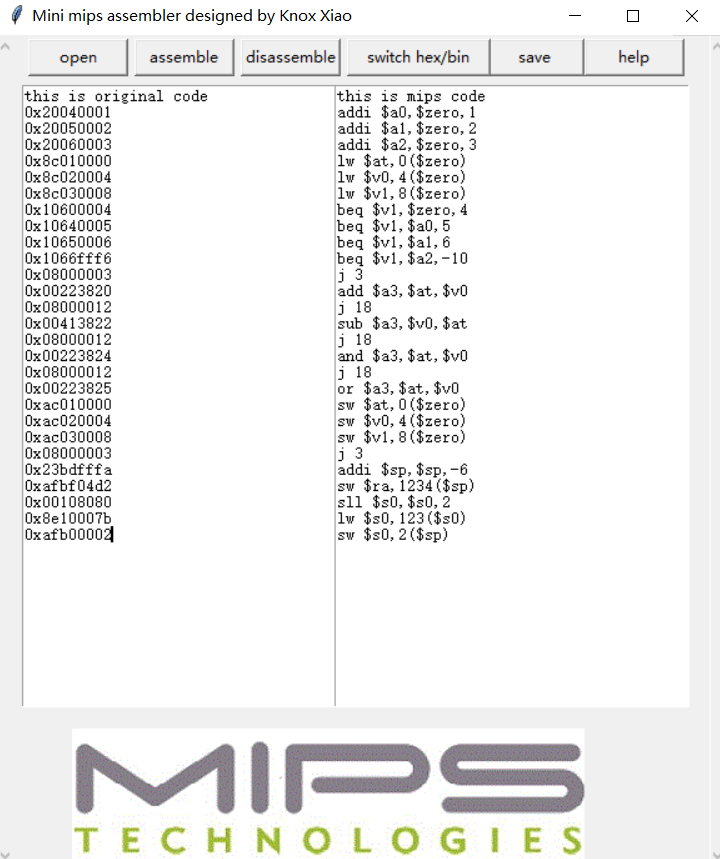 Mini mips assembler designed by Knox Xiao
open assemble disassemble switch hex/bin save help
this is original code
0x20040001
0x20050002
0x20060003
0x8c010000
0x8c020004
0x8c030008
0x10600004
0x10640005
0x10650006
0x1066fff6
0x08000003
0x00223820
0x08000012
0x00413822
0x08000012
0x00223824
0x08000012
0x00223825
0xac010000
0xac020004
0xac030008
0x08000003
0x23bdfffa
0xafbf04d2
0x00108080
0x8e10007b
0xafb00002
this is mips code
addi $a0,$zero,1
addi $a1,$zero,2
addi $a2,$zero,3
lw $at,0($zero)
lw $v0,4($zero)
lw $v1,8($zero)
beq $v1,$zero,4
beq $v1,$a0,5
beq $v1,$a1,6
beq $v1,$a2,-10
j 3
add $a3,$at,$v0
j 18
sub $a3,$v0,$at
j 18
and $a3,$at,$v0
j 18
or $a3,$at,$v0
sw $at,0($zero)
sw $v0,4($zero)
sw $v1,8($zero)
j 3
addi $sp,$sp,-6
sw $ra,1234($sp)
sll $s0,$s0,2
lw $s0,123($s0)
sw $s0,2($sp)
MIPS
TECHNOLOGIES